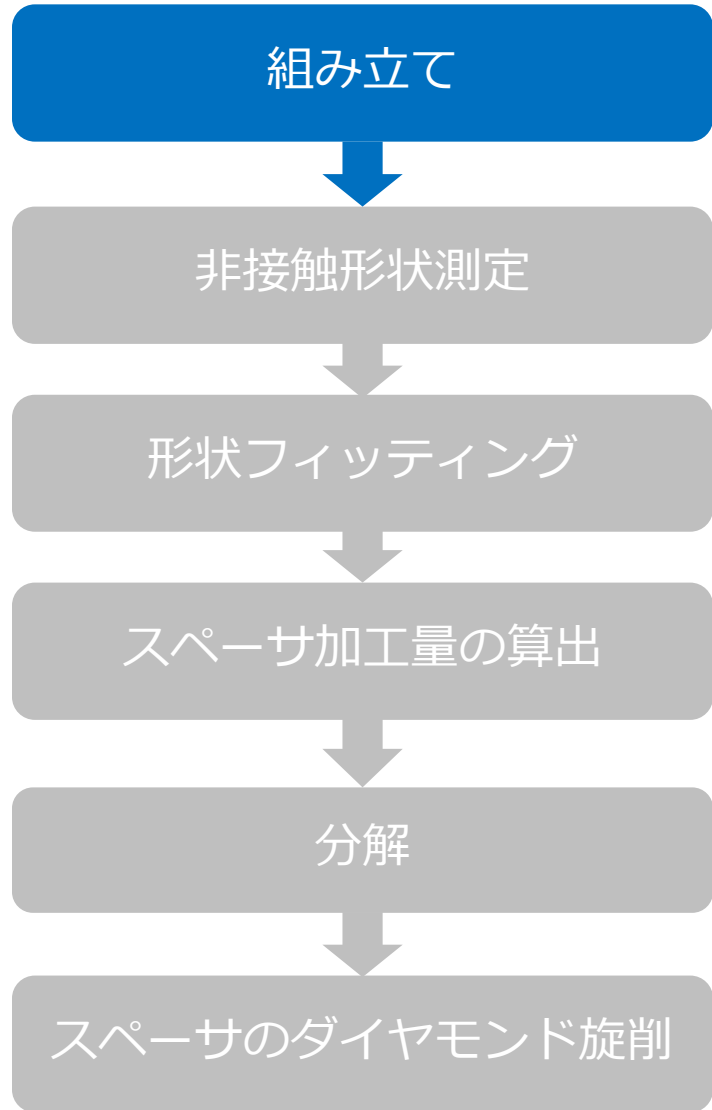 組み立て
非接触形状測定
形状フィッティング
スペーサ加工量の算出
分解
スペーサのダイヤモンド旋削